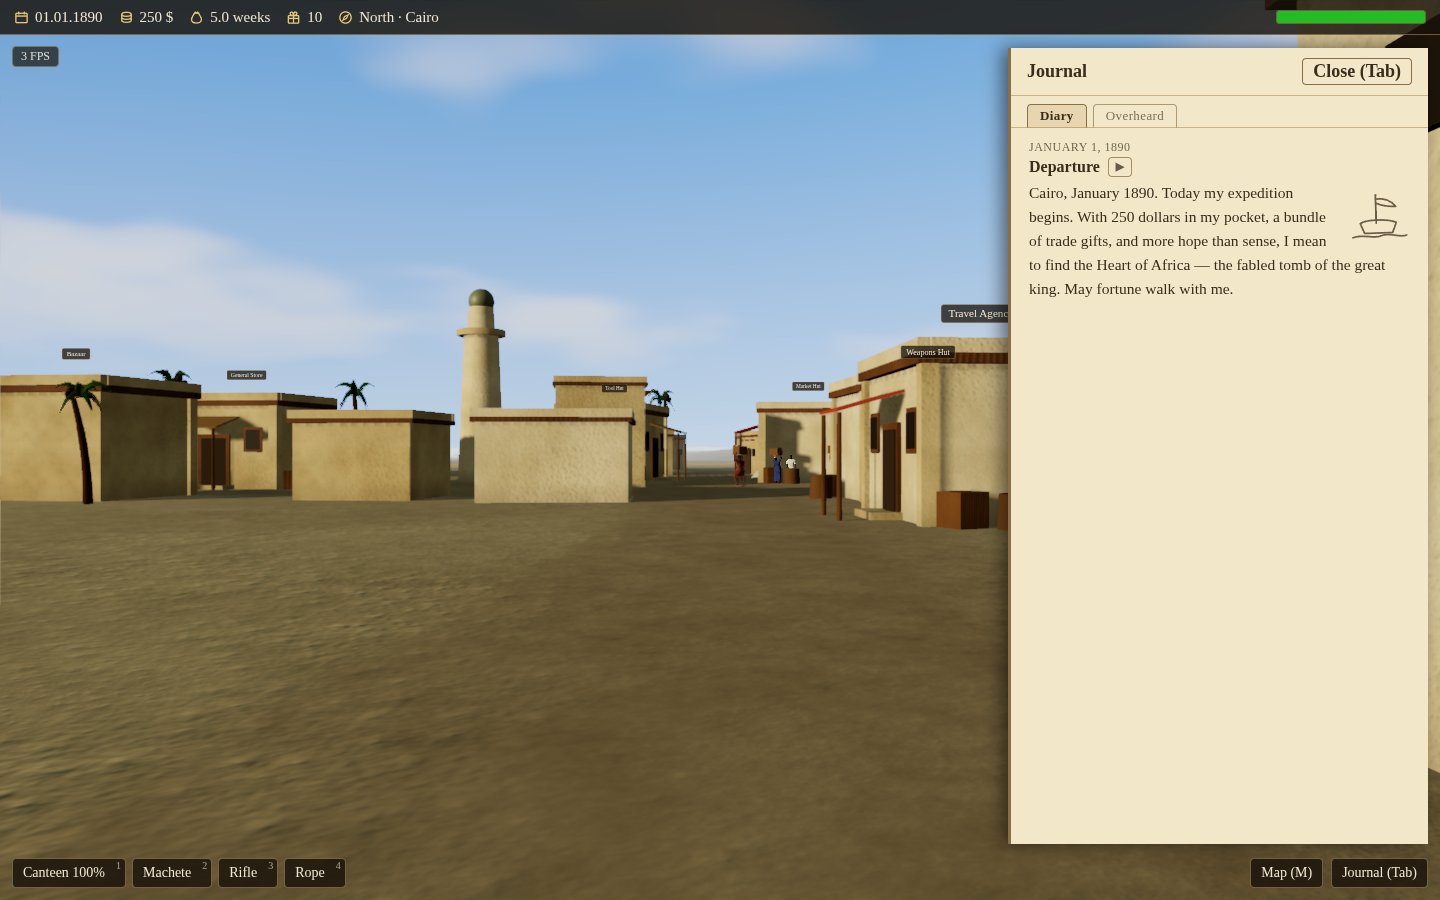 01.01.1890 250 $ 5.0 weeks 10 North · Cairo
3 FPS
Journal Close (Tab)
Diary Overheard
JANUARY 1, 1890
Departure
Cairo, January 1890. Today my expedition
begins. With 250 dollars in my pocket, a bundle
of trade gifts, and more hope than sense, I mean
to find the Heart of Africa — the fabled tomb of the great
king. May fortune walk with me.
Travel Agenc
Bazaar
General Store
Tool Hut
Market Hut
Weapons Hut
Canteen 100% 1 Machete 2 Rifle 3 Rope 4
Map (M) Journal (Tab)